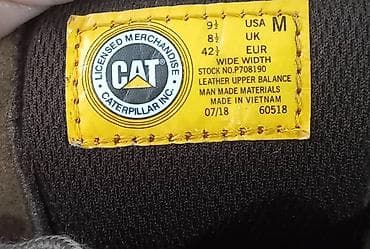 LICENSED MERCHANDISE
CAT
CATERPILLAR INC.
9½ USA M
8½ UK
42½ EUR
WIDE WIDTH
STOCK NO.P708190
LEATHER UPPER BALANCE
MAN MADE MATERIALS
MADE IN VIETNAM
07/18 60518